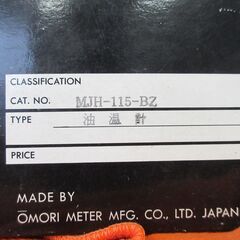 CLASSIFICATION
CAT. NO. MJH-115-BZ
TYPE 油温計
PRICE
MADE BY
OMORI METER MFG. CO., LTD. JAPAN